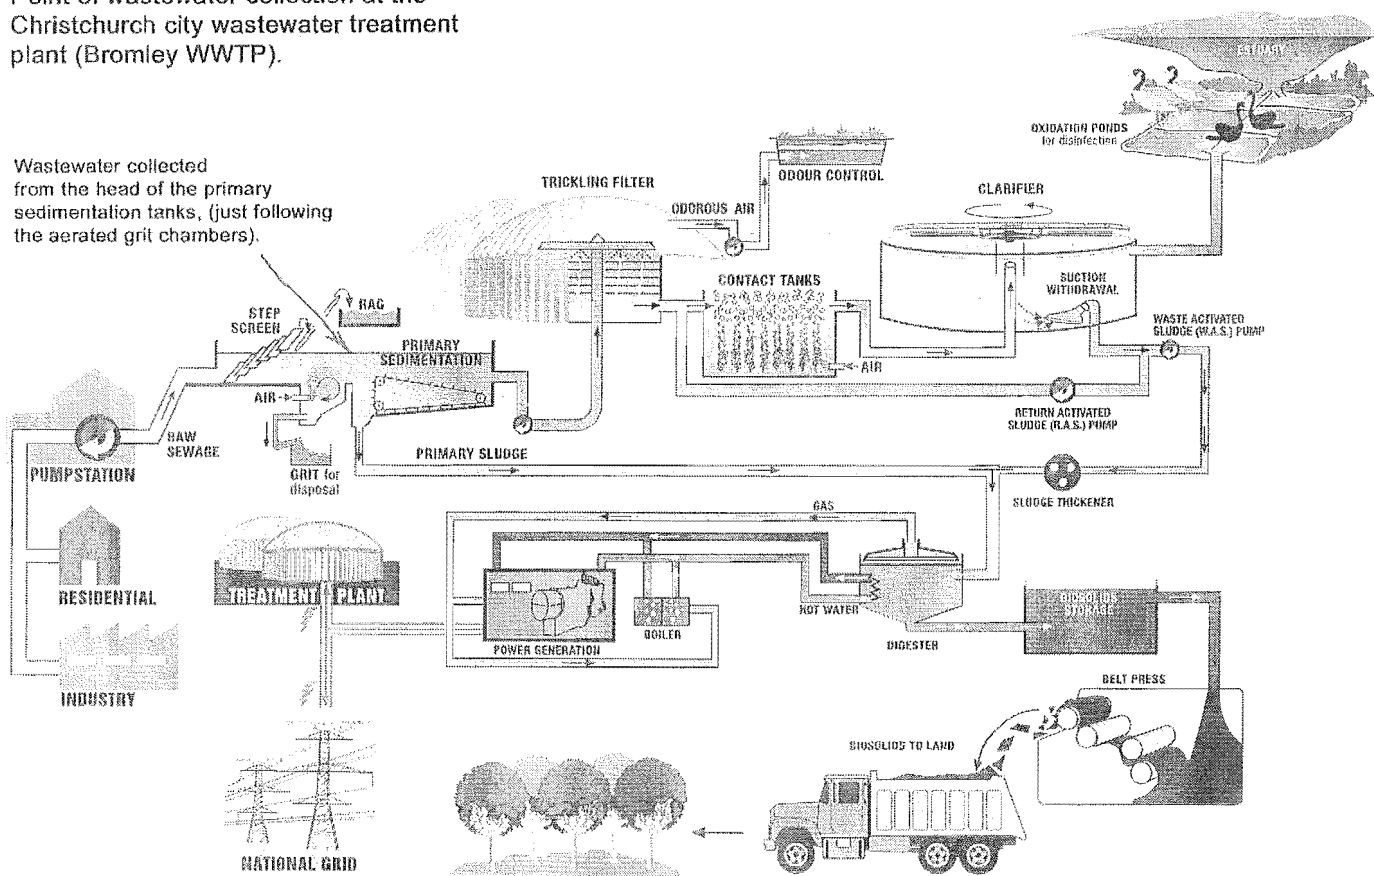 Christchurch city wastewater treatment
plant (Bromley WWTP).
Wastewater collected
from the head of the primary
sedimentation tanks, (just following
the aerated grit chambers).
ESTUARY
OXIDATION PONDS
for disinfection
ODOUR CONTROL
TRICKLING FILTER
ODOROUS AIR
CLARIFIER
CONTACT TANKS
SUCTION
WITHDRAWAL
STEP
SCREEN
RAG
WASTE ACTIVATED
SLUDGE (W.A.S.) PUMP
PRIMARY
SEDIMENTATION
AIR
AIR
RETURN ACTIVATED
SLUDGE (R.A.S.) PUMP
RAW
SEWAGE
PUMPSTATION
PRIMARY SLUDGE
GRIT for
disposal
SLUDGE THICKENER
GAS
RESIDENTIAL
TREATMENT PLANT
HOT WATER
BIOSOLIDS
STORAGE
BOILER
POWER GENERATION
DIGESTER
INDUSTRY
BELT PRESS
BIOSOLIDS TO LAND
NATIONAL GRID